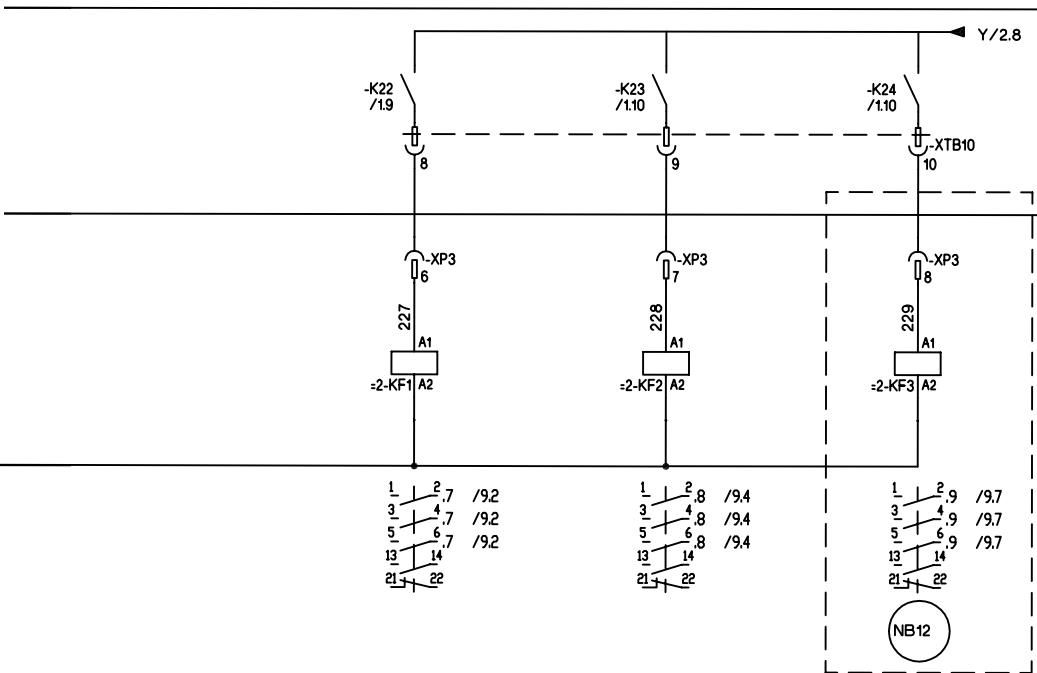 Y/2.8
-K22
/1.9
-K23
/1.10
-K24
/1.10
-XTB10
8
9
10
-XP3
6
-XP3
7
-XP3
8
227
228
229
A1
A1
A1
=2-KF1 A2
=2-KF2 A2
=2-KF3 A2
1 2 .7 /9.2
3 4 .7 /9.2
5 6 .7 /9.2
13 14
21 22
1 2 .8 /9.4
3 4 .8 /9.4
5 6 .8 /9.4
13 14
21 22
1 2 .9 /9.7
3 4 .9 /9.7
5 6 .9 /9.7
13 14
21 22
NB12